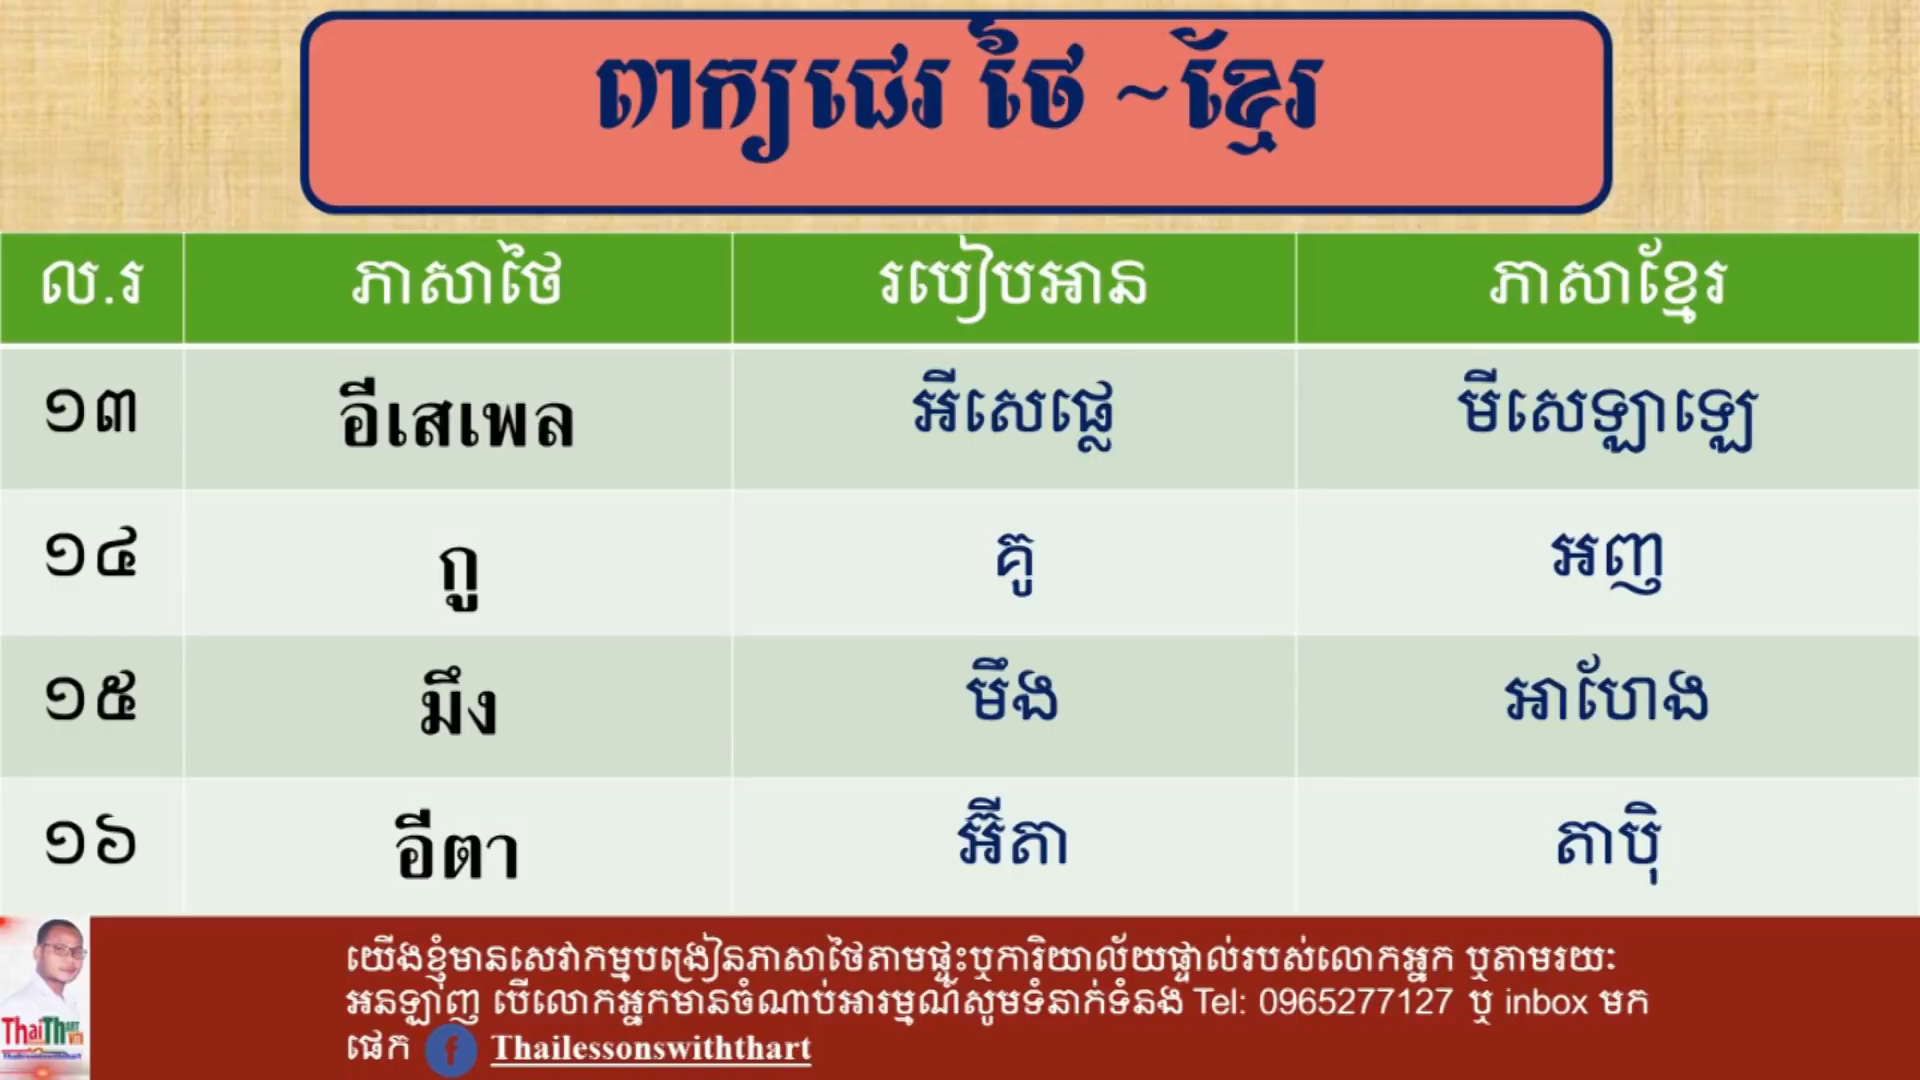 ពាក្យជេរ ថៃ ~ខ្មែរ
ល.រ ភាសាថៃ របៀបអាន ភាសាខ្មែរ
១៣ อีเสเพล អីសេផ្លេ មីសេឡាឡេ
១៤ กู គូ អញ
១៥ มึง មឹង អាហែង
១៦ อีตา អ៊ីតា តាប៉ិ
យើងខ្ញុំមានសេវាកម្មបង្រៀនភាសាថៃតាមផ្ទះឬការិយាល័យផ្ទាល់របស់លោកអ្នក ឬតាមរយៈ
អនឡាញ បើលោកអ្នកមានចំណាប់អារម្មណ៍សូមទំនាក់ទំនង Tel: 0965277127 ឬ inbox មក
ផេក Thailessonswiththart